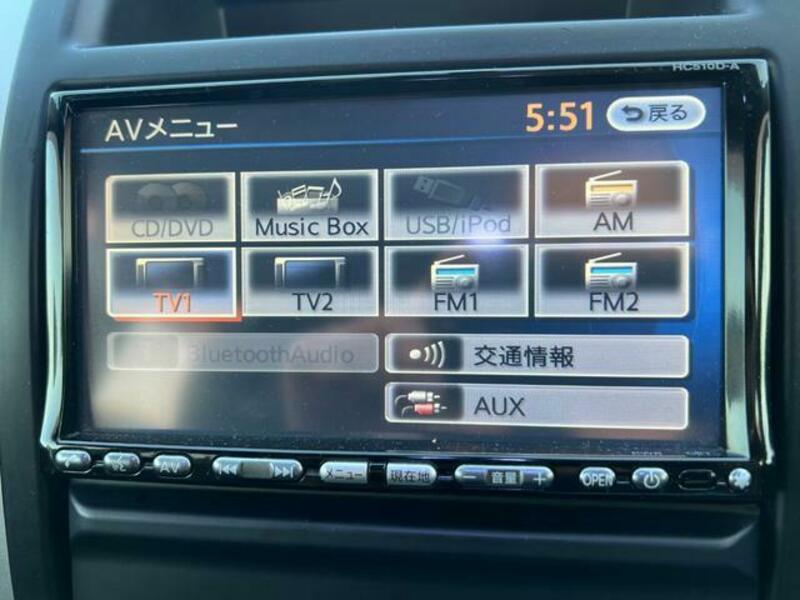 HC510D-A
AVメニュー 5:51 戻る
CD/DVD Music Box USB/iPod AM
TV1 TV2 FM1 FM2
BluetoothAudio 交通情報
AUX
AV メニュー 現在地 − 音量 + OPEN